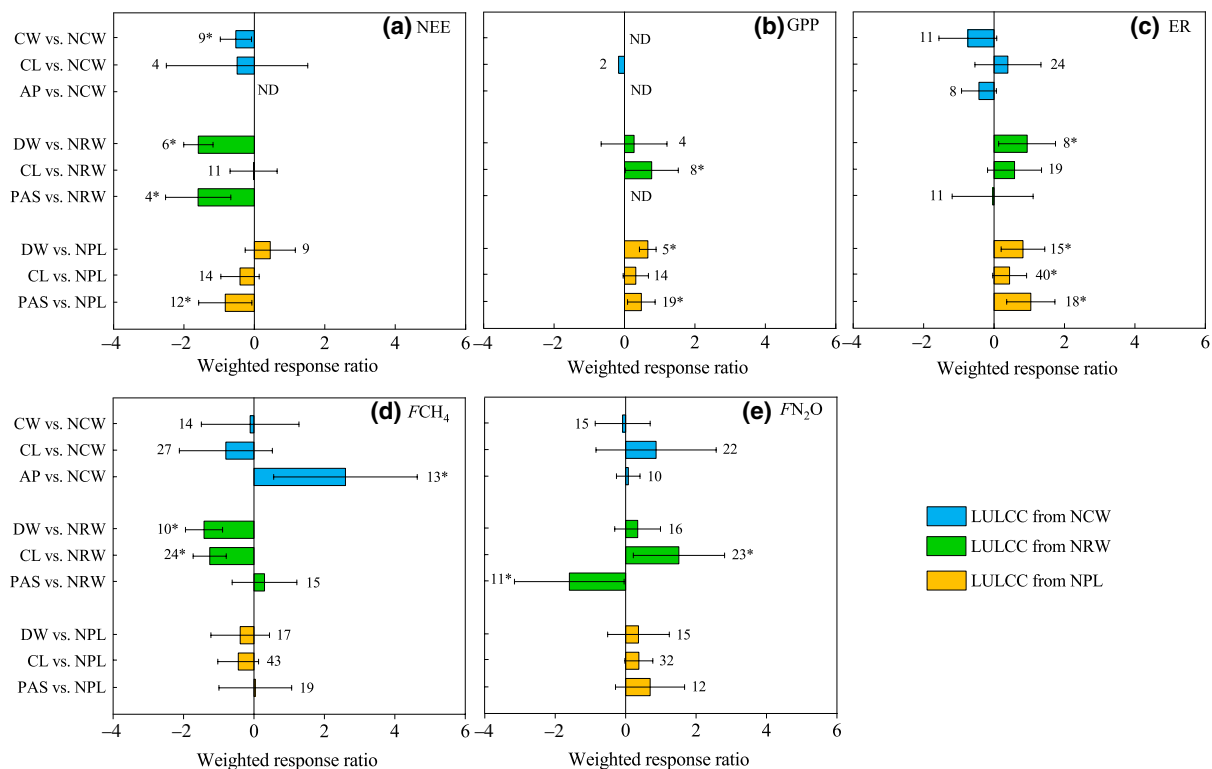 (a) NEE
CW vs. NCW
9*
CL vs. NCW
4
AP vs. NCW
ND
DW vs. NRW
6*
CL vs. NRW
11
PAS vs. NRW
4*
DW vs. NPL
9
CL vs. NPL
14
PAS vs. NPL
12*
−4 −2 0 2 4 6
Weighted response ratio
(b) GPP
ND
2
ND
4
8*
ND
5*
14
19*
−4 −2 0 2 4 6
Weighted response ratio
(c) ER
11
24
8
8*
19
11
15*
40*
18*
−4 −2 0 2 4 6
Weighted response ratio
(d) FCH₄
CW vs. NCW
14
CL vs. NCW
27
AP vs. NCW
13*
DW vs. NRW
10*
CL vs. NRW
24*
PAS vs. NRW
15
DW vs. NPL
17
CL vs. NPL
43
PAS vs. NPL
19
−4 −2 0 2 4 6
Weighted response ratio
(e) FN₂O
15
22
10
16
23*
11*
15
32
12
−4 −2 0 2 4 6
Weighted response ratio
LULCC from NCW
LULCC from NRW
LULCC from NPL